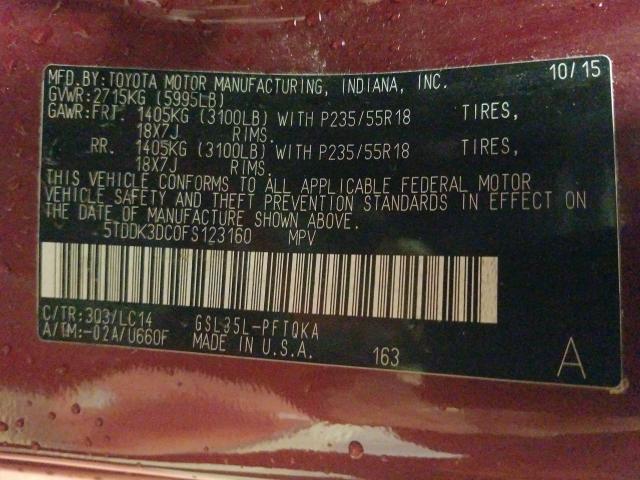 MFD.BY:TOYOTA MOTOR MANUFACTURING, INDIANA, INC. 10/15
GVWR:2715KG (5995LB)
GAWR:FRT. 1405KG (3100LB) WITH P235/55R18 TIRES,
18X7J RIMS.
RR. 1405KG (3100LB) WITH P235/55R18 TIRES,
18X7J RIMS.
THIS VEHICLE CONFORMS TO ALL APPLICABLE FEDERAL MOTOR
VEHICLE SAFETY AND THEFT PREVENTION STANDARDS IN EFFECT ON
THE DATE OF MANUFACTURE SHOWN ABOVE.
5TDDK3DC0FS123160 MPV
C/TR:3Q3/LC14 GSL35L-PFTQKA
A/TM:-02A/U660F MADE IN U.S.A. 163
A